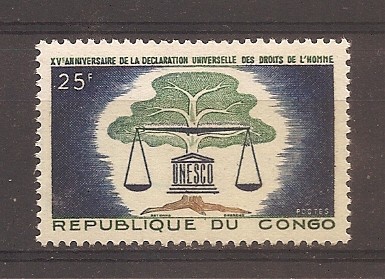 XVᵉ ANNIVERSAIRE DE LA DECLARATION UNIVERSELLE DES DROITS DE L'HOMME
25F
UNESCO
POSTES
REPUBLIQUE DU CONGO